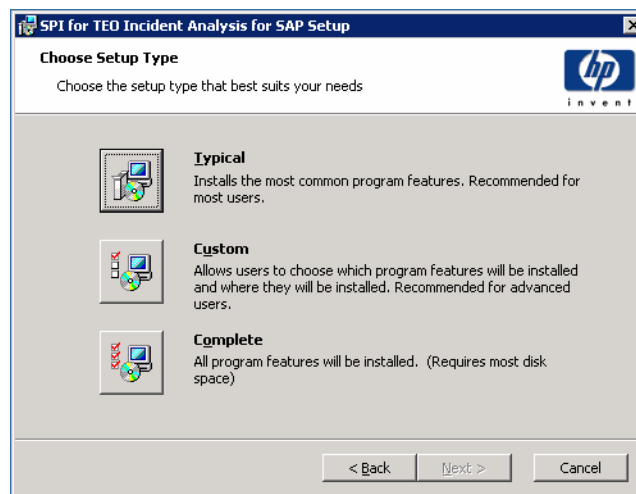 SPI for TEO Incident Analysis for SAP Setup
Choose Setup Type
Choose the setup type that best suits your needs
hp
invent
Typical
Installs the most common program features. Recommended for
most users.
Custom
Allows users to choose which program features will be installed
and where they will be installed. Recommended for advanced
users.
Complete
All program features will be installed. (Requires most disk
space)
< Back
Next >
Cancel